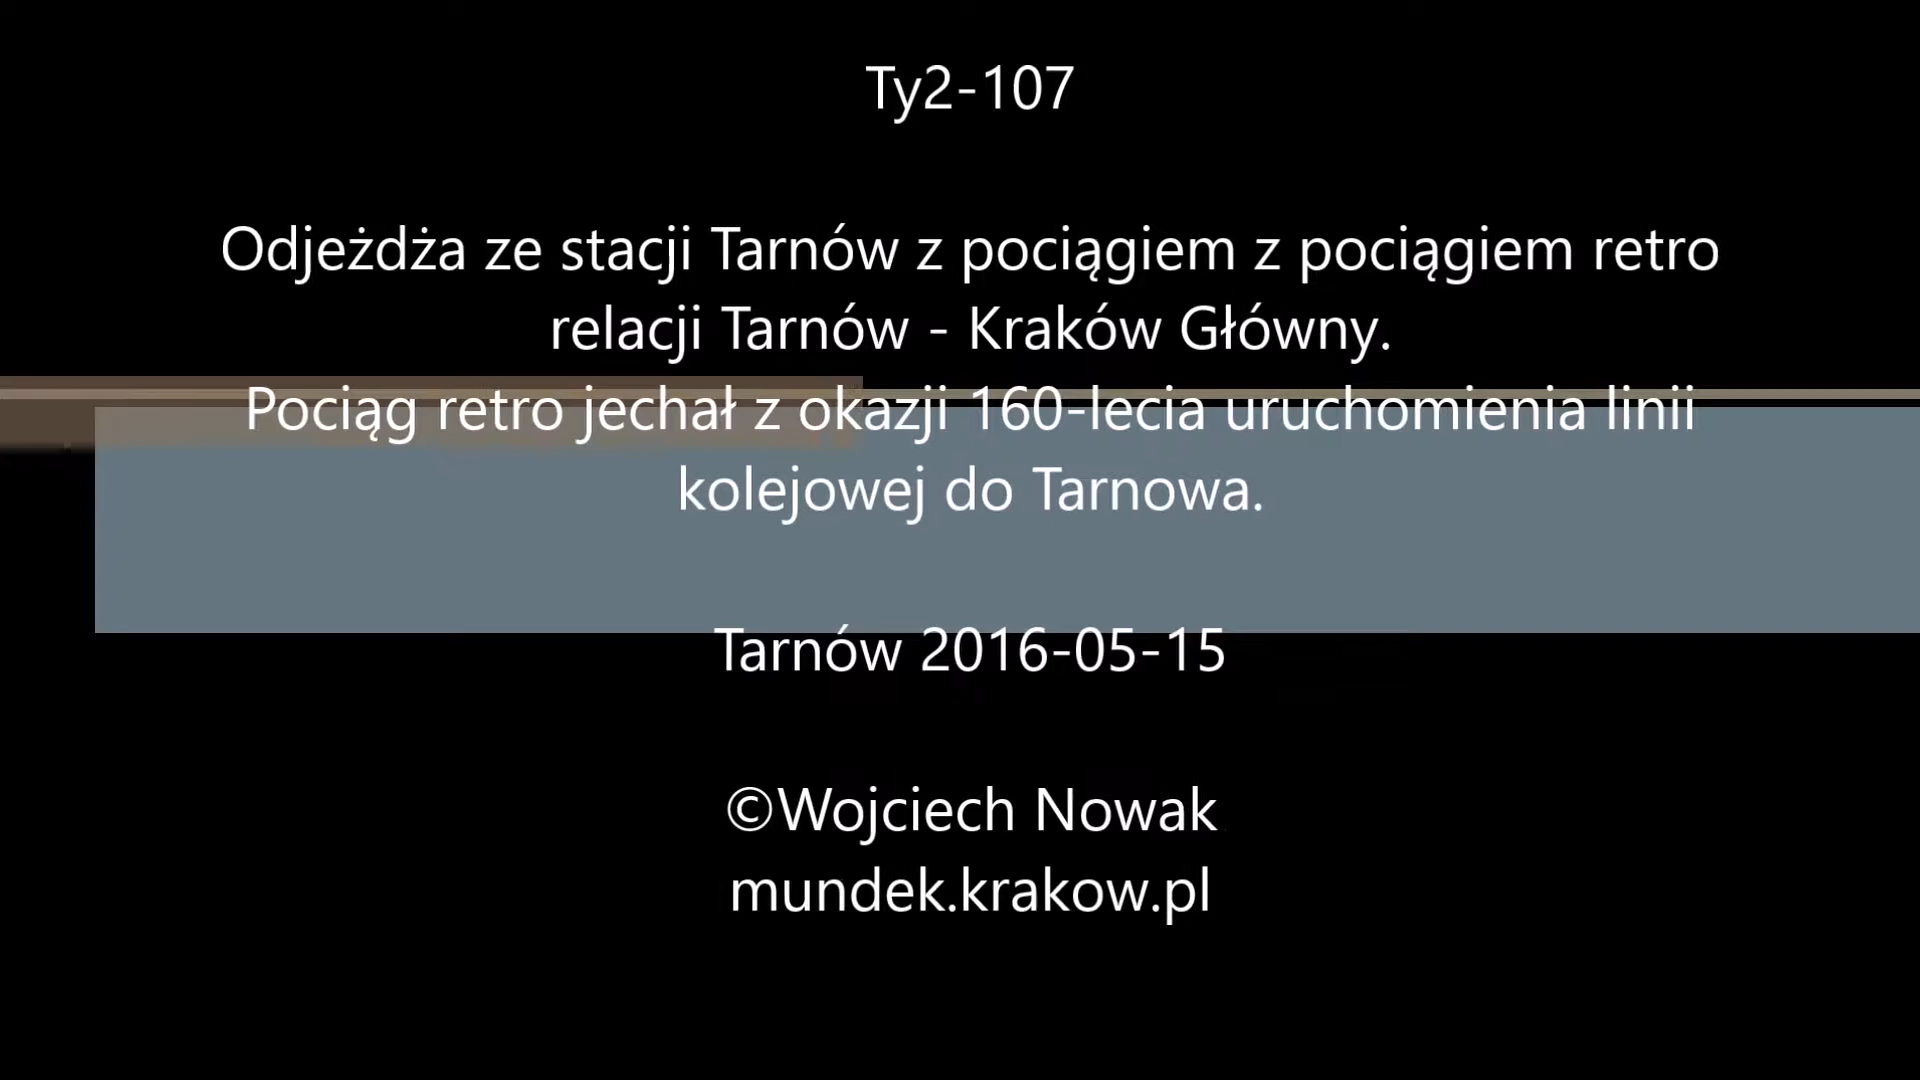 Ty2-107
Odjeżdża ze stacji Tarnów z pociągiem z pociągiem retro
relacji Tarnów - Kraków Główny.
Pociąg retro jechał z okazji 160-lecia uruchomienia linii
kolejowej do Tarnowa.
Tarnów 2016-05-15
©Wojciech Nowak
mundek.krakow.pl